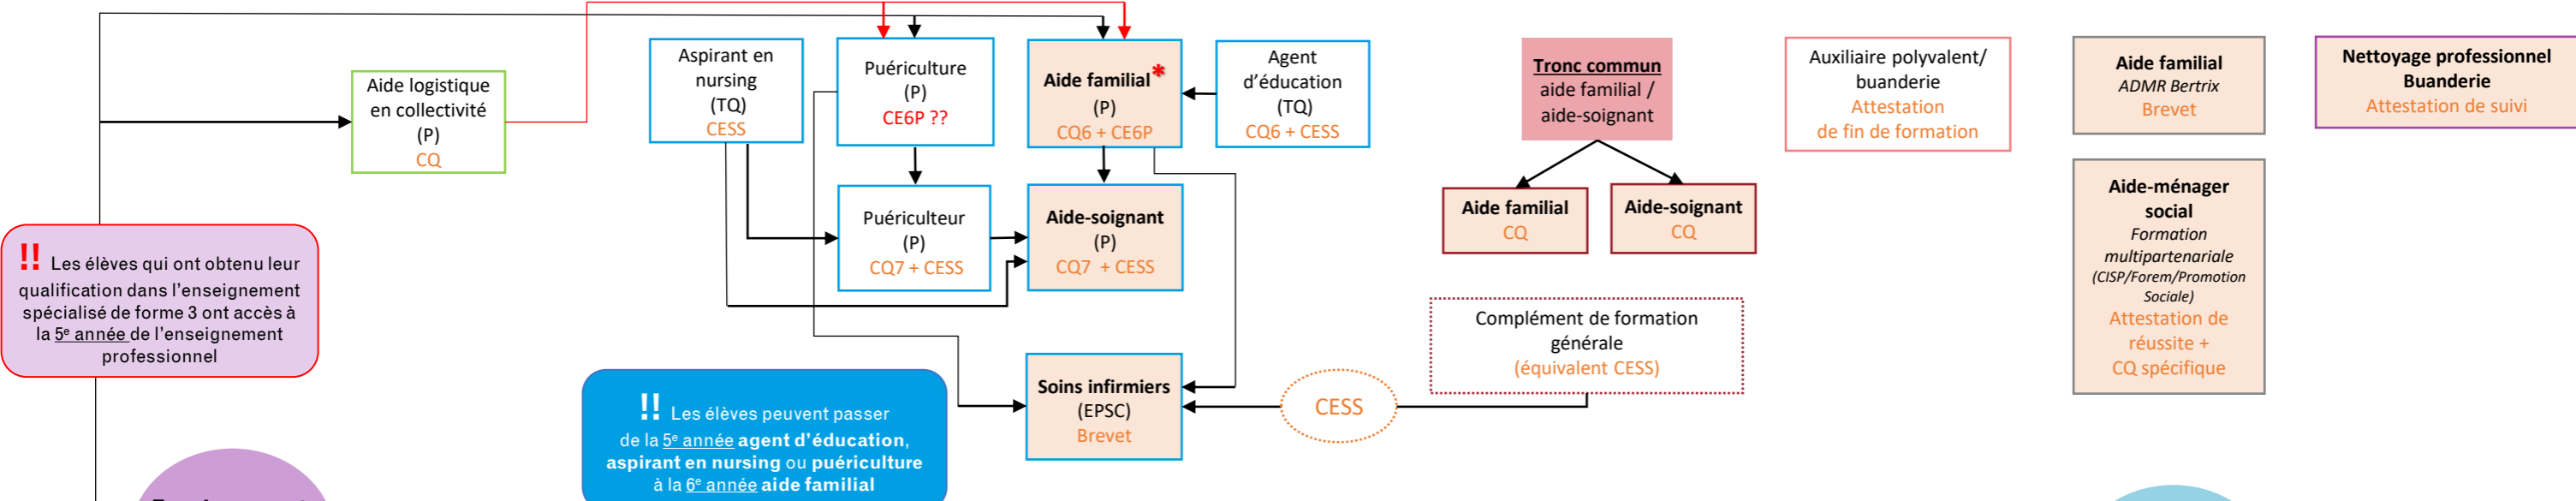 Aide logistique
en collectivité
(P)
CQ
!! Les élèves qui ont obtenu leur
qualification dans l'enseignement
spécialisé de forme 3 ont accès à
la 5e année de l'enseignement
professionnel
Aspirant en
nursing
(TQ)
CESS
Puériculture
(P)
CE6P ??
Aide familial*
(P)
CQ6 + CE6P
Agent
d'éducation
(TQ)
CQ6 + CESS
Puériculteur
(P)
CQ7 + CESS
Aide-soignant
(P)
CQ7 + CESS
!! Les élèves peuvent passer
de la 5e année agent d'éducation,
aspirant en nursing ou puériculture
à la 6e année aide familial
Soins infirmiers
(EPSC)
Brevet
CESS
Tronc commun
aide familial /
aide-soignant
Aide familial
CQ
Aide-soignant
CQ
Complément de formation
générale
(équivalent CESS)
Auxiliaire polyvalent/
buanderie
Attestation
de fin de formation
Aide familial
ADMR Bertrix
Brevet
Aide-ménager
social
Formation
multipartenariale
(CISP/Forem/Promotion
Sociale)
Attestation de
réussite +
CQ spécifique
Nettoyage professionnel
Buanderie
Attestation de suivi